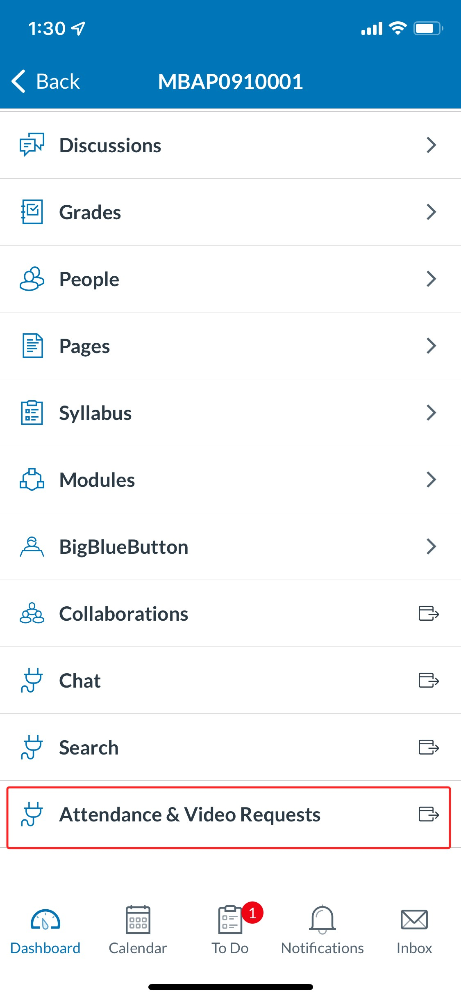 1:30
Back MBAP0910001
Discussions
Grades
People
Pages
Syllabus
Modules
BigBlueButton
Collaborations
Chat
Search
Attendance & Video Requests
1
Dashboard Calendar To Do Notifications Inbox